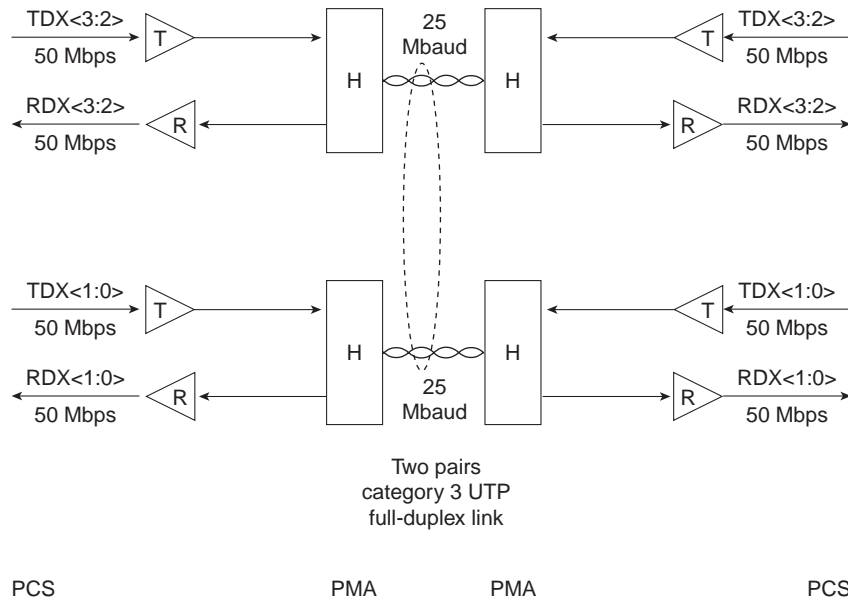 TDX<3:2>
50 Mbps
T
RDX<3:2>
50 Mbps
R
H
25
Mbaud
H
T
TDX<3:2>
50 Mbps
R
RDX<3:2>
50 Mbps
TDX<1:0>
50 Mbps
T
RDX<1:0>
50 Mbps
R
H
25
Mbaud
H
T
TDX<1:0>
50 Mbps
R
RDX<1:0>
50 Mbps
Two pairs
category 3 UTP
full-duplex link
PCS PMA PMA PCS